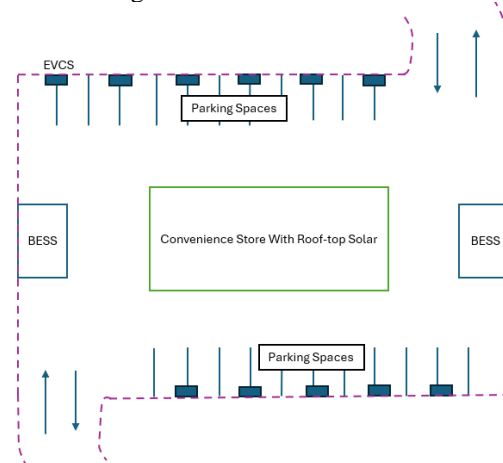 EVCS
Parking Spaces
BESS
Convenience Store With Roof-top Solar
BESS
Parking Spaces